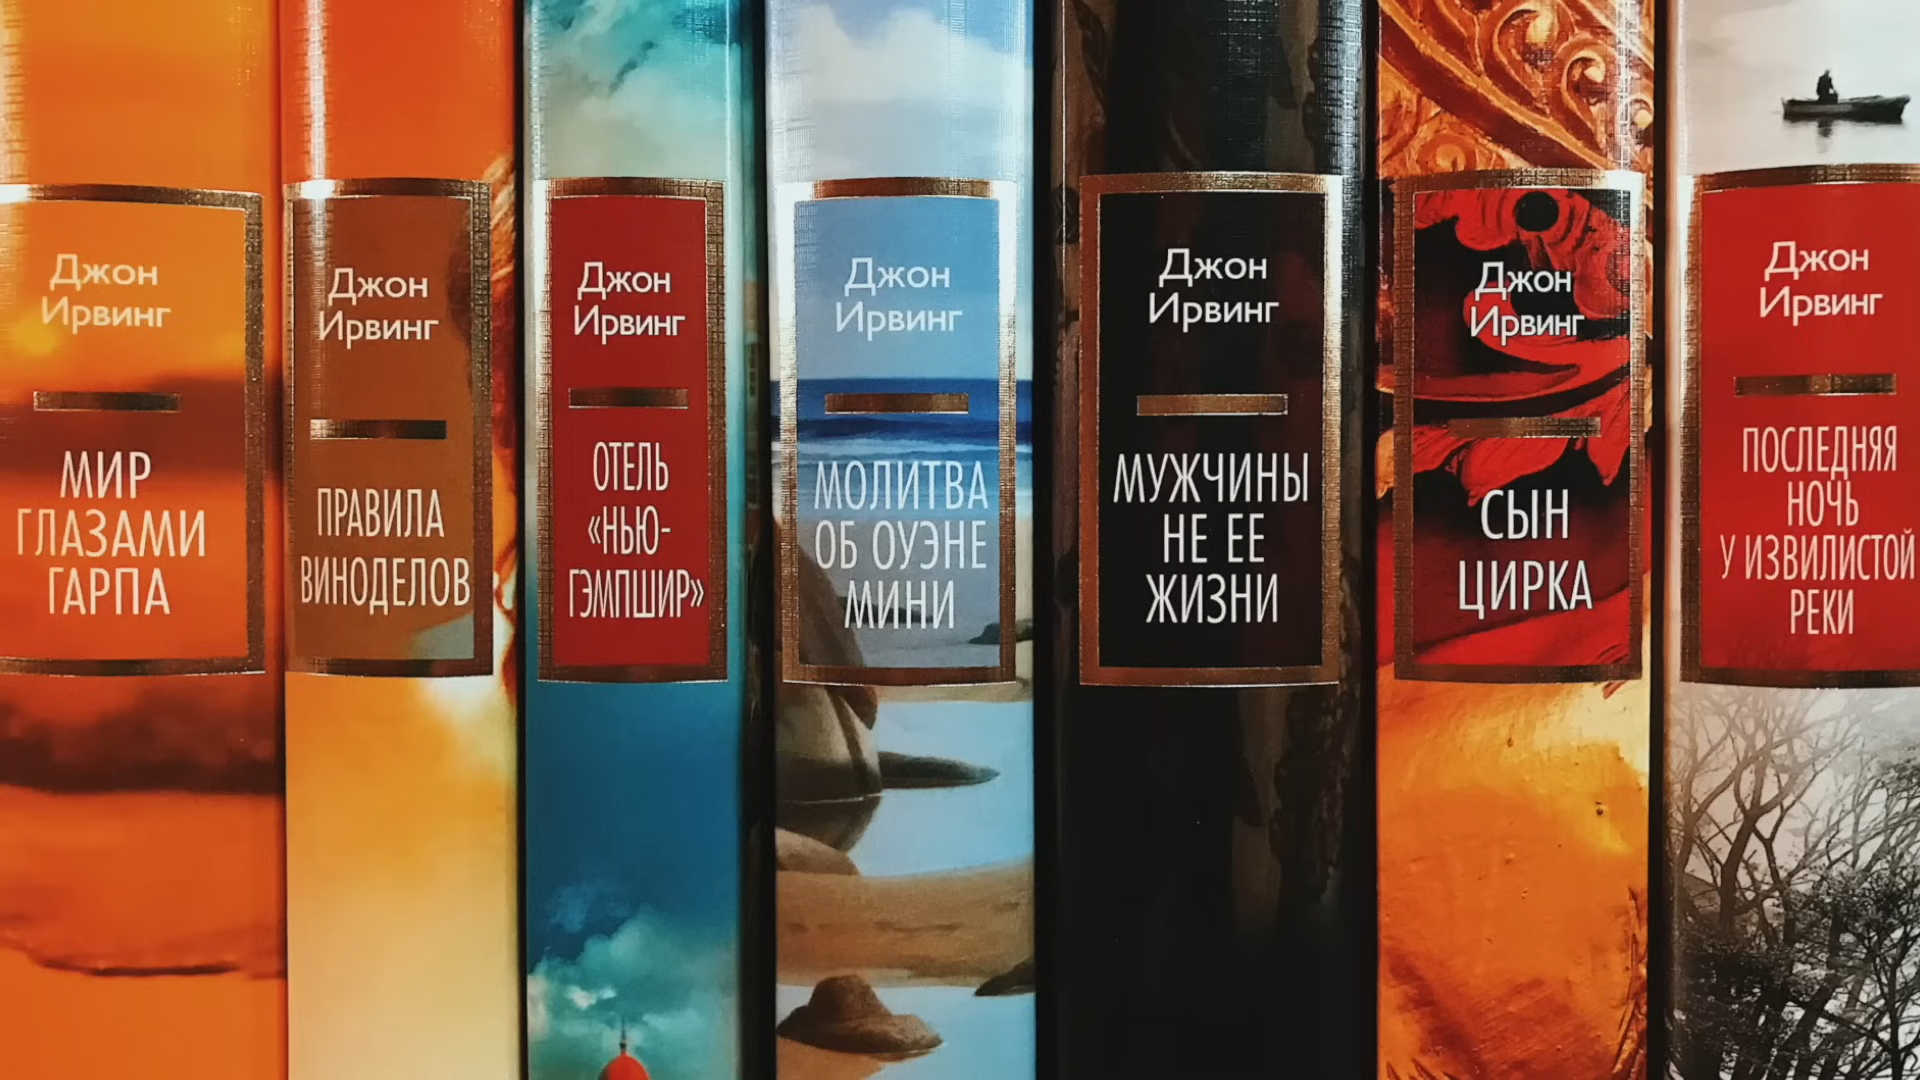 Джон
Ирвинг
МИР
ГЛАЗАМИ
ГАРПА
Джон
Ирвинг
ПРАВИЛА
ВИНОДЕЛОВ
Джон
Ирвинг
ОТЕЛЬ
«НЬЮ-
ГЭМПШИР»
Джон
Ирвинг
МОЛИТВА
ОБ ОУЭНЕ
МИНИ
Джон
Ирвинг
МУЖЧИНЫ
НЕ ЕЕ
ЖИЗНИ
Джон
Ирвинг
СЫН
ЦИРКА
Джон
Ирвинг
ПОСЛЕДНЯЯ
НОЧЬ
У ИЗВИЛИСТОЙ
РЕКИ